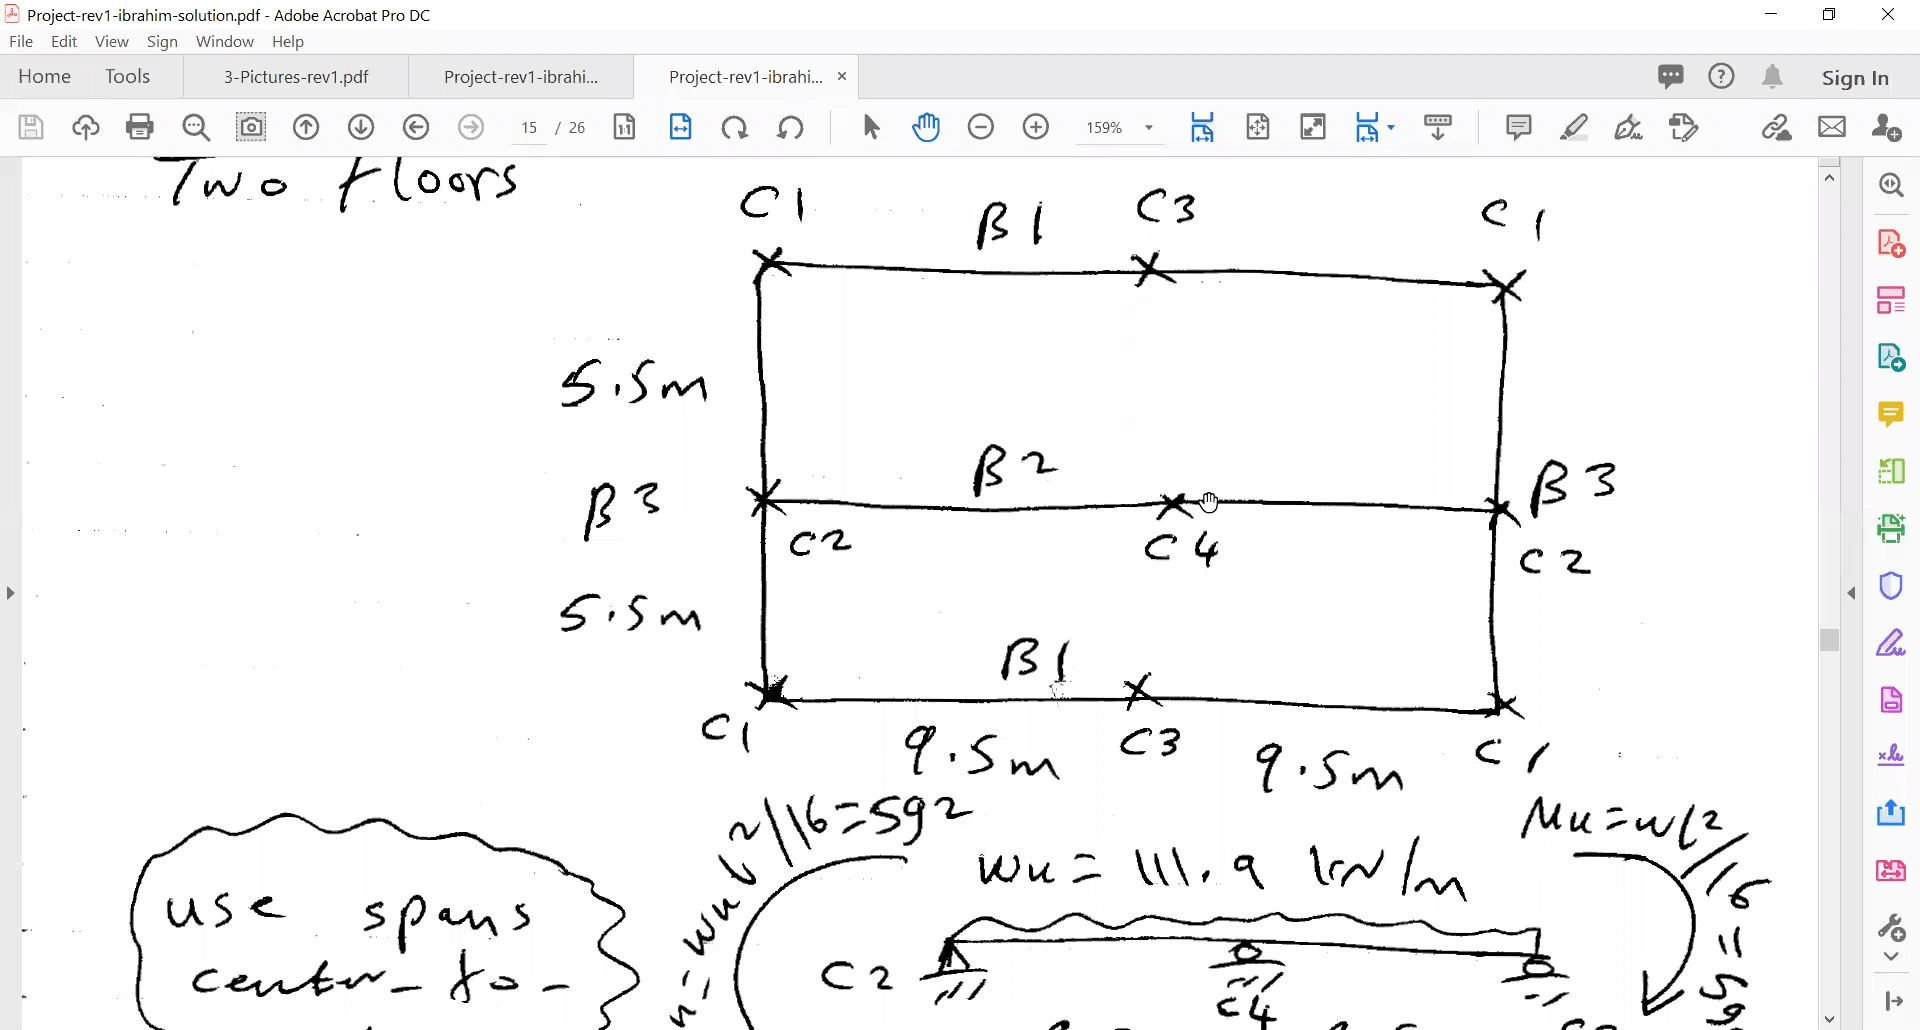 Project-rev1-ibrahim-solution.pdf - Adobe Acrobat Pro DC
File Edit View Sign Window Help
Home Tools 3-Pictures-rev1.pdf Project-rev1-ibrahi... Project-rev1-ibrahi... × Sign In
15 / 26 159%
Two floors
C1 B1 C3 C1
5.5m
B3 B2 B3
C2 C4 C2
5.5m
B1
C1 9.5m C3 9.5m C1
wu l²/16=592
Mu=wl²/16
wu = 111.9 kN/m
use spans
center-to-
C2 C4